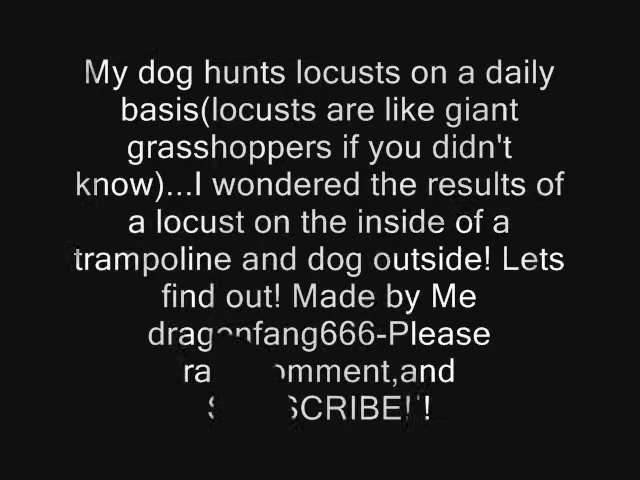 My dog hunts locusts on a daily
basis(locusts are like giant
grasshoppers if you didn't
know)...I wondered the results of
a locust on the inside of a
trampoline and dog outside! Lets
find out! Made by Me
dragonfang666-Please